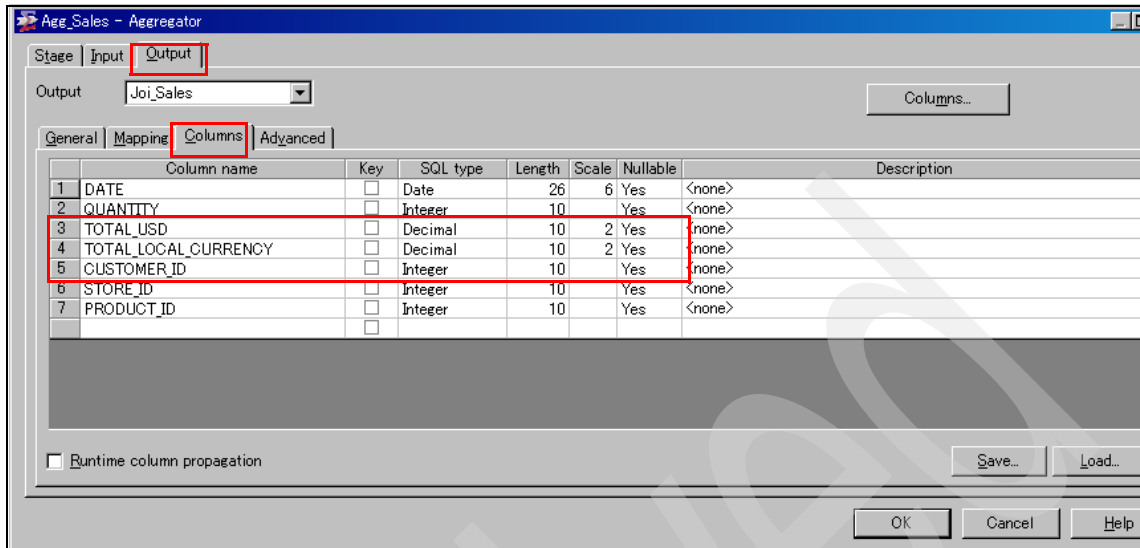 Agg_Sales - Aggregator
Stage Input Output
Output Joi_Sales Columns...
General Mapping Columns Advanced
Column name Key SQL type Length Scale Nullable Description
1 DATE Date 26 6 Yes <none>
2 QUANTITY Integer 10 Yes <none>
3 TOTAL_USD Decimal 10 2 Yes <none>
4 TOTAL_LOCAL_CURRENCY Decimal 10 2 Yes <none>
5 CUSTOMER_ID Integer 10 Yes <none>
6 STORE_ID Integer 10 Yes <none>
7 PRODUCT_ID Integer 10 Yes <none>
Runtime column propagation Save... Load...
OK Cancel Help